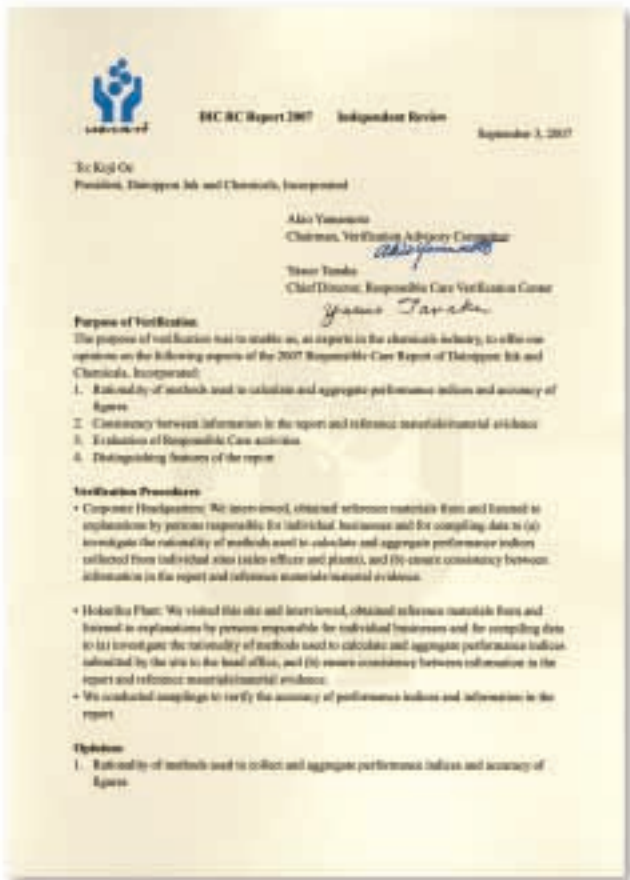 DIC RC Report 2007 Independent Review
September 3, 2007
To: Koji Oe
President, Dainippon Ink and Chemicals, Incorporated
Akio Yamamoto
Chairman, Verification Advisory Committee
Akio Yamamoto
Yasuo Tanaka
Chief Director, Responsible Care Verification Center
Yasuo Tanaka
Purpose of Verification
The purpose of verification was to enable us, as experts in the chemicals industry, to offer our
opinions on the following aspects of the 2007 Responsible Care Report of Dainippon Ink and
Chemicals, Incorporated:
1. Rationality of methods used to calculate and aggregate performance indices and accuracy of
figures
2. Consistency between information in the report and reference materials/material evidence
3. Evaluation of Responsible Care activities
4. Distinguishing features of the report
Verification Procedures
• Corporate Headquarters: We interviewed, obtained reference materials from and listened to
explanations by persons responsible for individual businesses and for compiling data to (a)
investigate the rationality of methods used to calculate and aggregate performance indices
collected from individual sites (sales offices and plants), and (b) ensure consistency between
information in the report and reference materials/material evidence.
• Hokuriku Plant: We visited this site and interviewed, obtained reference materials from and
listened to explanations by persons responsible for individual businesses and for compiling data
to (a) investigate the rationality of methods used to calculate and aggregate performance indices
submitted by the site to the head office, and (b) ensure consistency between information in the
report and reference materials/material evidence.
• We conducted samplings to verify the accuracy of performance indices and information in the
report.
Opinions
1. Rationality of methods used to collect and aggregate performance indices and accuracy of
figures